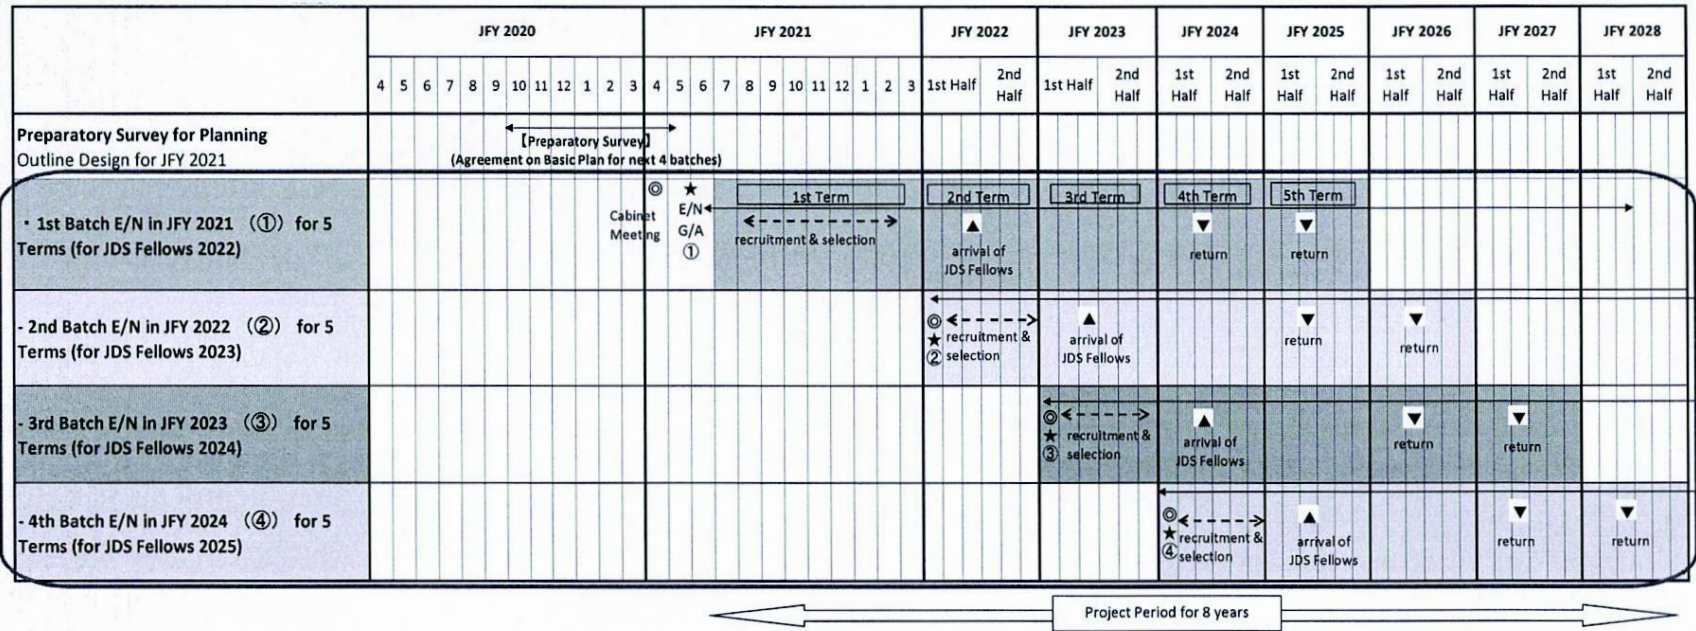 JFY 2020 JFY 2021 JFY 2022 JFY 2023 JFY 2024 JFY 2025 JFY 2026 JFY 2027 JFY 2028
4 5 6 7 8 9 10 11 12 1 2 3 4 5 6 7 8 9 10 11 12 1 2 3 1st Half 2nd Half 1st Half 2nd Half 1st Half 2nd Half 1st Half 2nd Half 1st Half 2nd Half 1st Half 2nd Half 1st Half 2nd Half
Preparatory Survey for Planning
Outline Design for JFY 2021
【Preparatory Survey】
(Agreement on Basic Plan for next 4 batches)
・1st Batch E/N in JFY 2021 (①) for 5
Terms (for JDS Fellows 2022)
◎ ★
Cabinet
Meeting
E/N
G/A
①
1st Term 2nd Term 3rd Term 4th Term 5th Term
recruitment & selection
▲
arrival of
JDS Fellows
▼
return
▼
return
- 2nd Batch E/N in JFY 2022 (②) for 5
Terms (for JDS Fellows 2023)
◎
★ recruitment &
② selection
▲
arrival of
JDS Fellows
▼
return
▼
return
- 3rd Batch E/N in JFY 2023 (③) for 5
Terms (for JDS Fellows 2024)
◎
★ recruitment &
③ selection
▲
arrival of
JDS Fellows
▼
return
▼
return
- 4th Batch E/N in JFY 2024 (④) for 5
Terms (for JDS Fellows 2025)
◎
★ recruitment &
④ selection
▲
arrival of
JDS Fellows
▼
return
▼
return
Project Period for 8 years